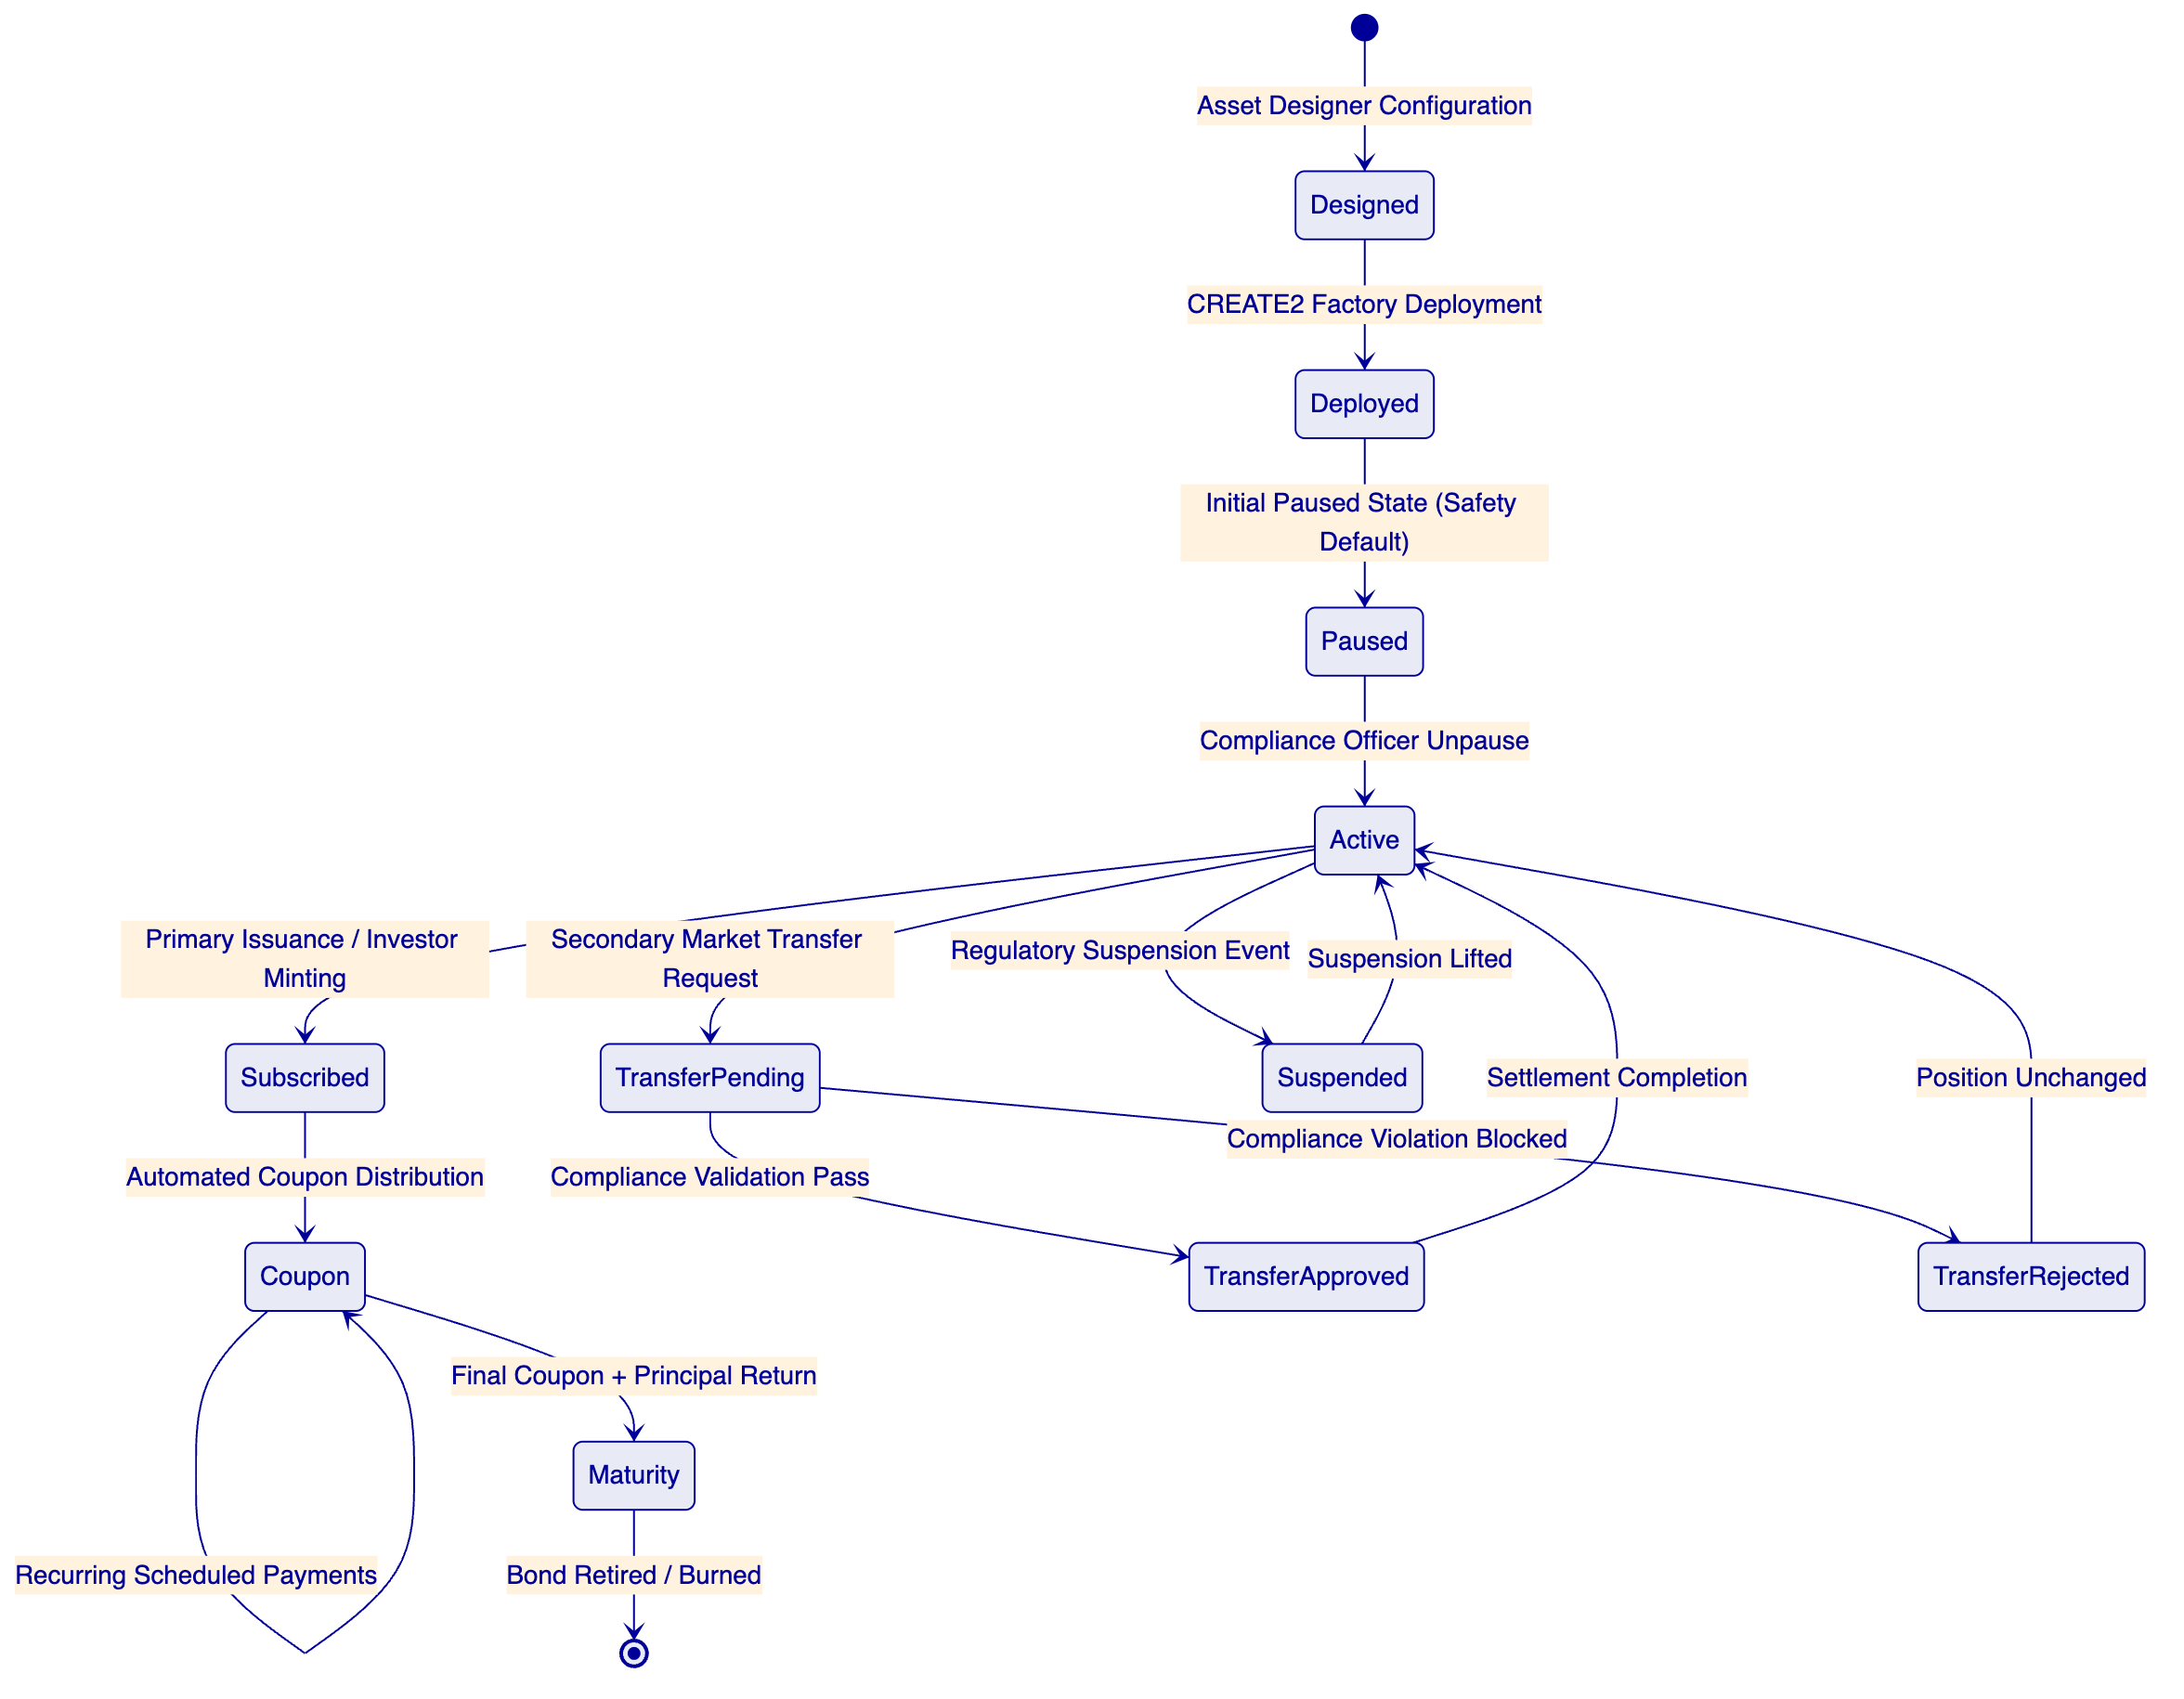 Asset Designer Configuration
Designed
CREATE2 Factory Deployment
Deployed
Initial Paused State (Safety
Default)
Paused
Compliance Officer Unpause
Active
Primary Issuance / Investor
Minting
Secondary Market Transfer
Request
Regulatory Suspension Event
Suspension Lifted
Subscribed
TransferPending
Suspended
Settlement Completion
Position Unchanged
Compliance Violation Blocked
Automated Coupon Distribution
Compliance Validation Pass
Coupon
TransferApproved
TransferRejected
Final Coupon + Principal Return
Maturity
Recurring Scheduled Payments
Bond Retired / Burned